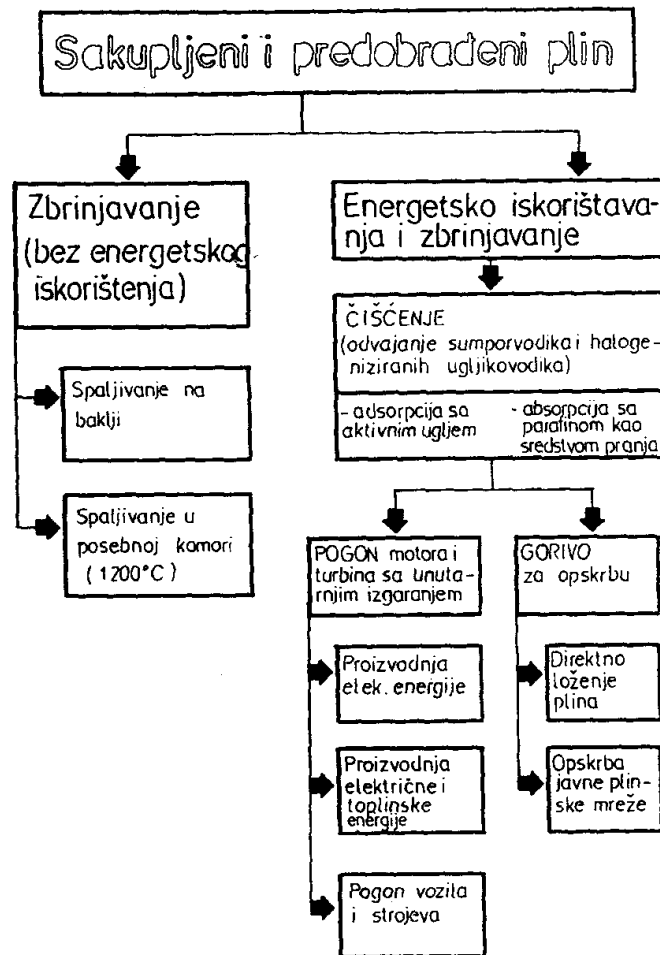 Sakupljeni i predobrađeni plin
Zbrinjavanje
(bez energetskog
iskorištenja)
Spaljivanje na
baklji
Spaljivanje u
posebnoj komori
(1200°C)
Energetsko iskorištava-
nja i zbrinjavanje
ČIŠĆENJE
(odvajanje sumporvodika i haloge-
niziranih ugljikovodika)
- adsorpcija sa
aktivnim ugljem
- absorpcija sa
parafinom kao
sredstvom pranja
POGON motora i
turbina sa unuta-
rnjim izgaranjem
Proizvodnja
elek. energije
Proizvodnja
električne i
toplinske
energije
Pogon vozila
i strojeva
GORIVO
za opskrbu
Direktno
loženje
plina
Opskrba
javne plin-
ske mreže